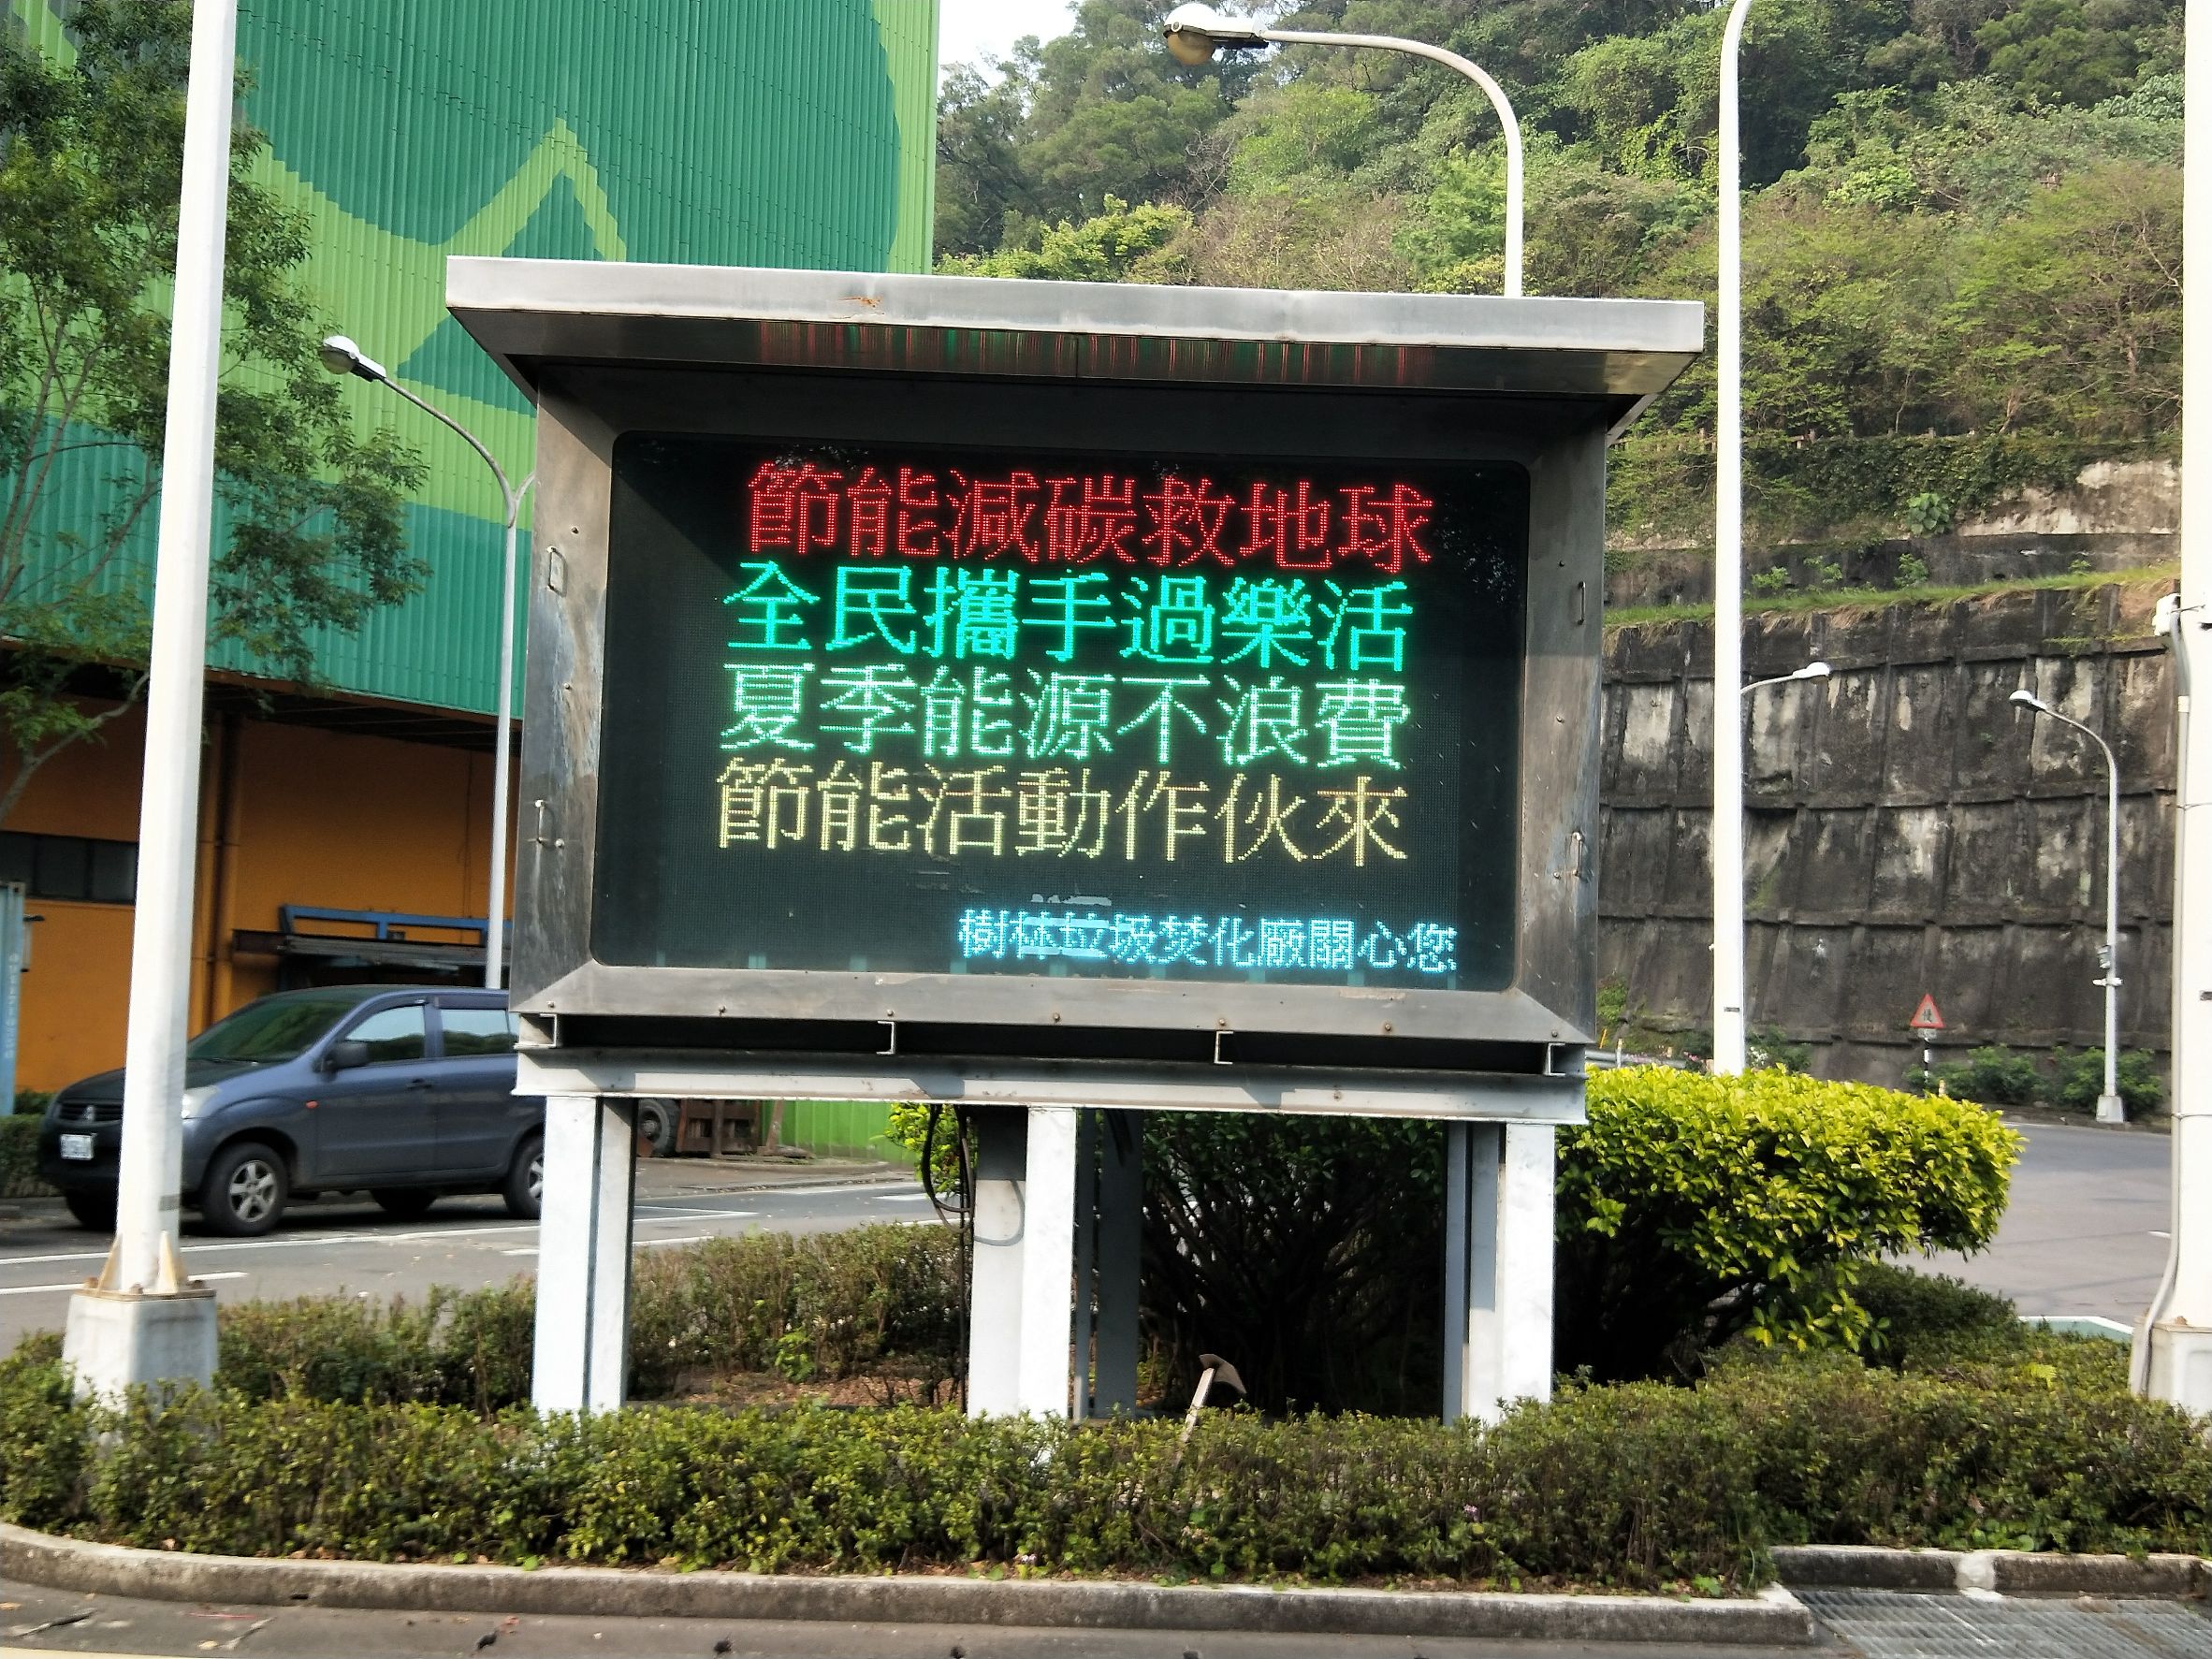 節能減碳救地球
全民攜手過樂活
夏季能源不浪費
節能活動作伙來
樹林垃圾焚化廠關心您